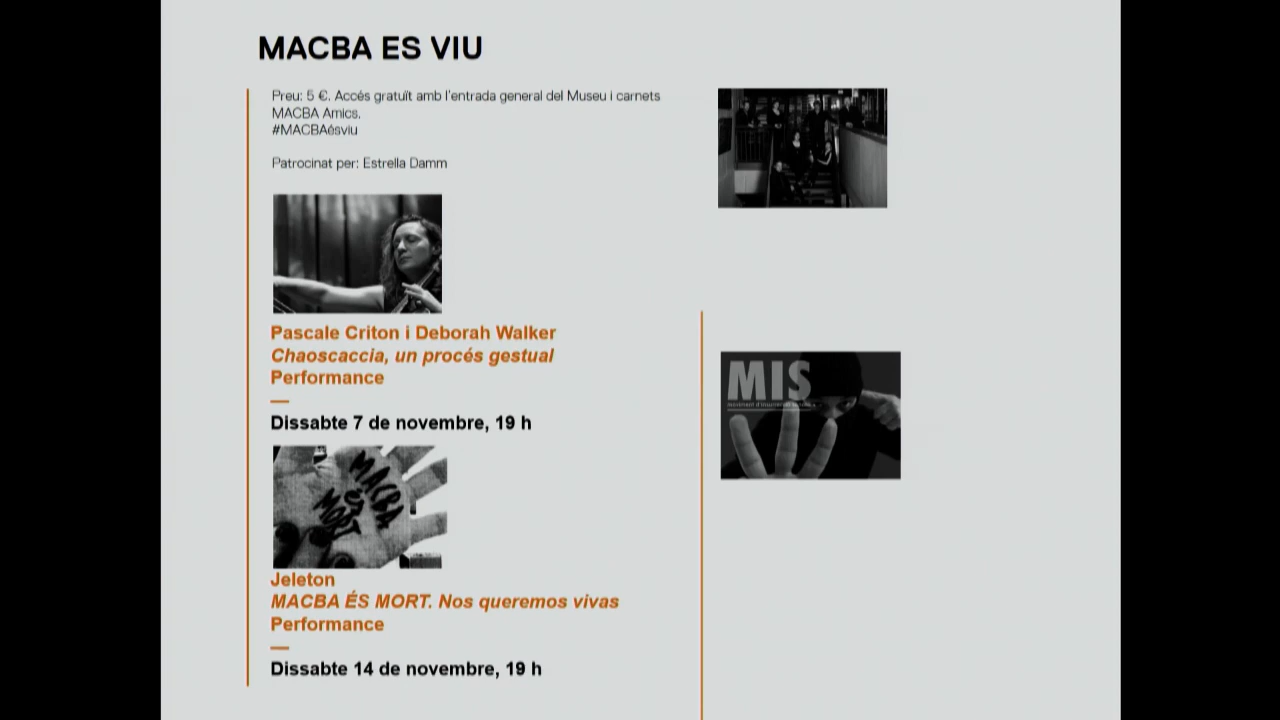 MACBA ES VIU
Preu: 5 €. Accés gratuït amb l'entrada general del Museu i carnets
MACBA Amics.
#MACBAésviu
Patrocinat per: Estrella Damm
Pascale Criton i Deborah Walker
Chaoscaccia, un procés gestual
Performance
Dissabte 7 de novembre, 19 h
MACBA
ÉS
MORT
Jeleton
MACBA ÉS MORT. Nos queremos vivas
Performance
Dissabte 14 de novembre, 19 h
MIS